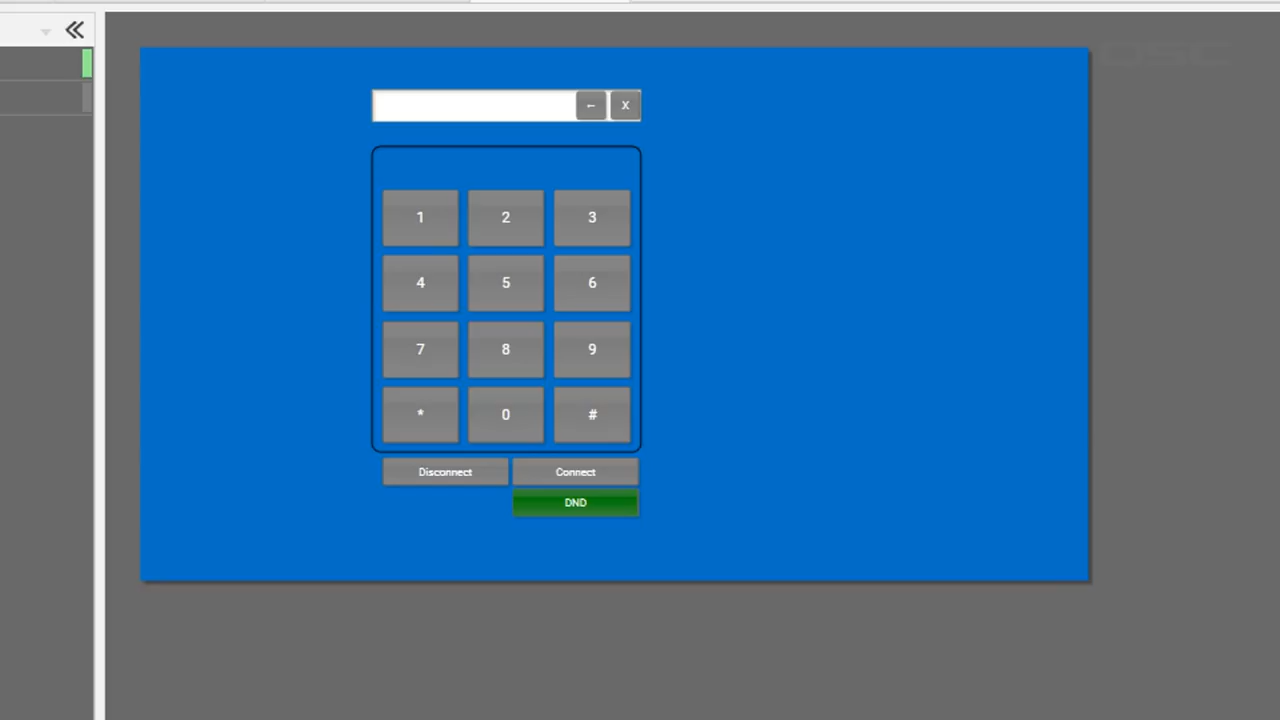 ← X
1 2 3
4 5 6
7 8 9
* 0 #
Disconnect Connect
DND